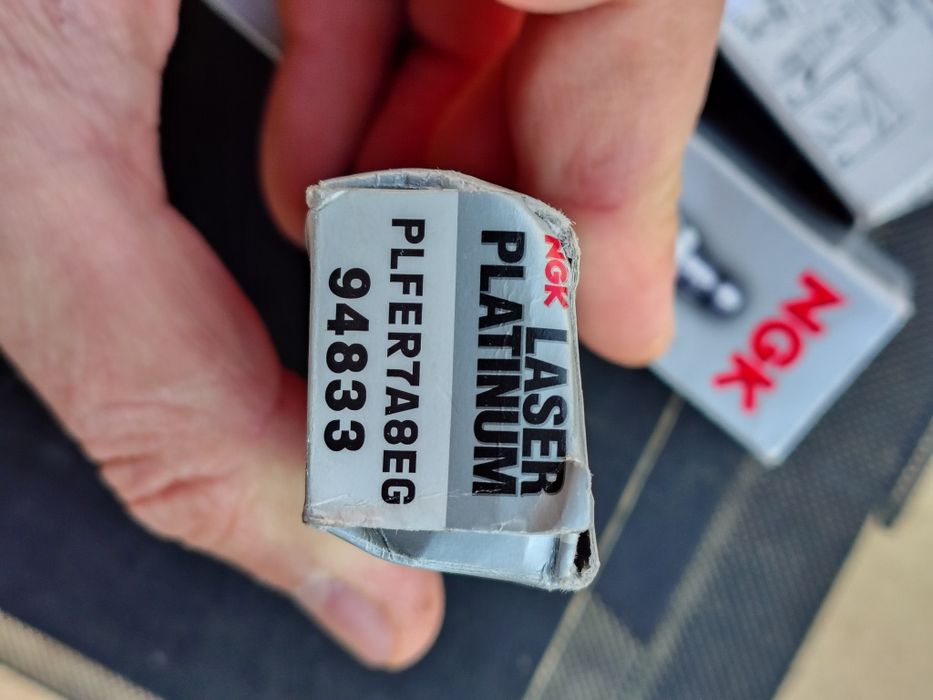 NGK
LASER
PLATINUM
PLFER7A8EG
94833
NGK